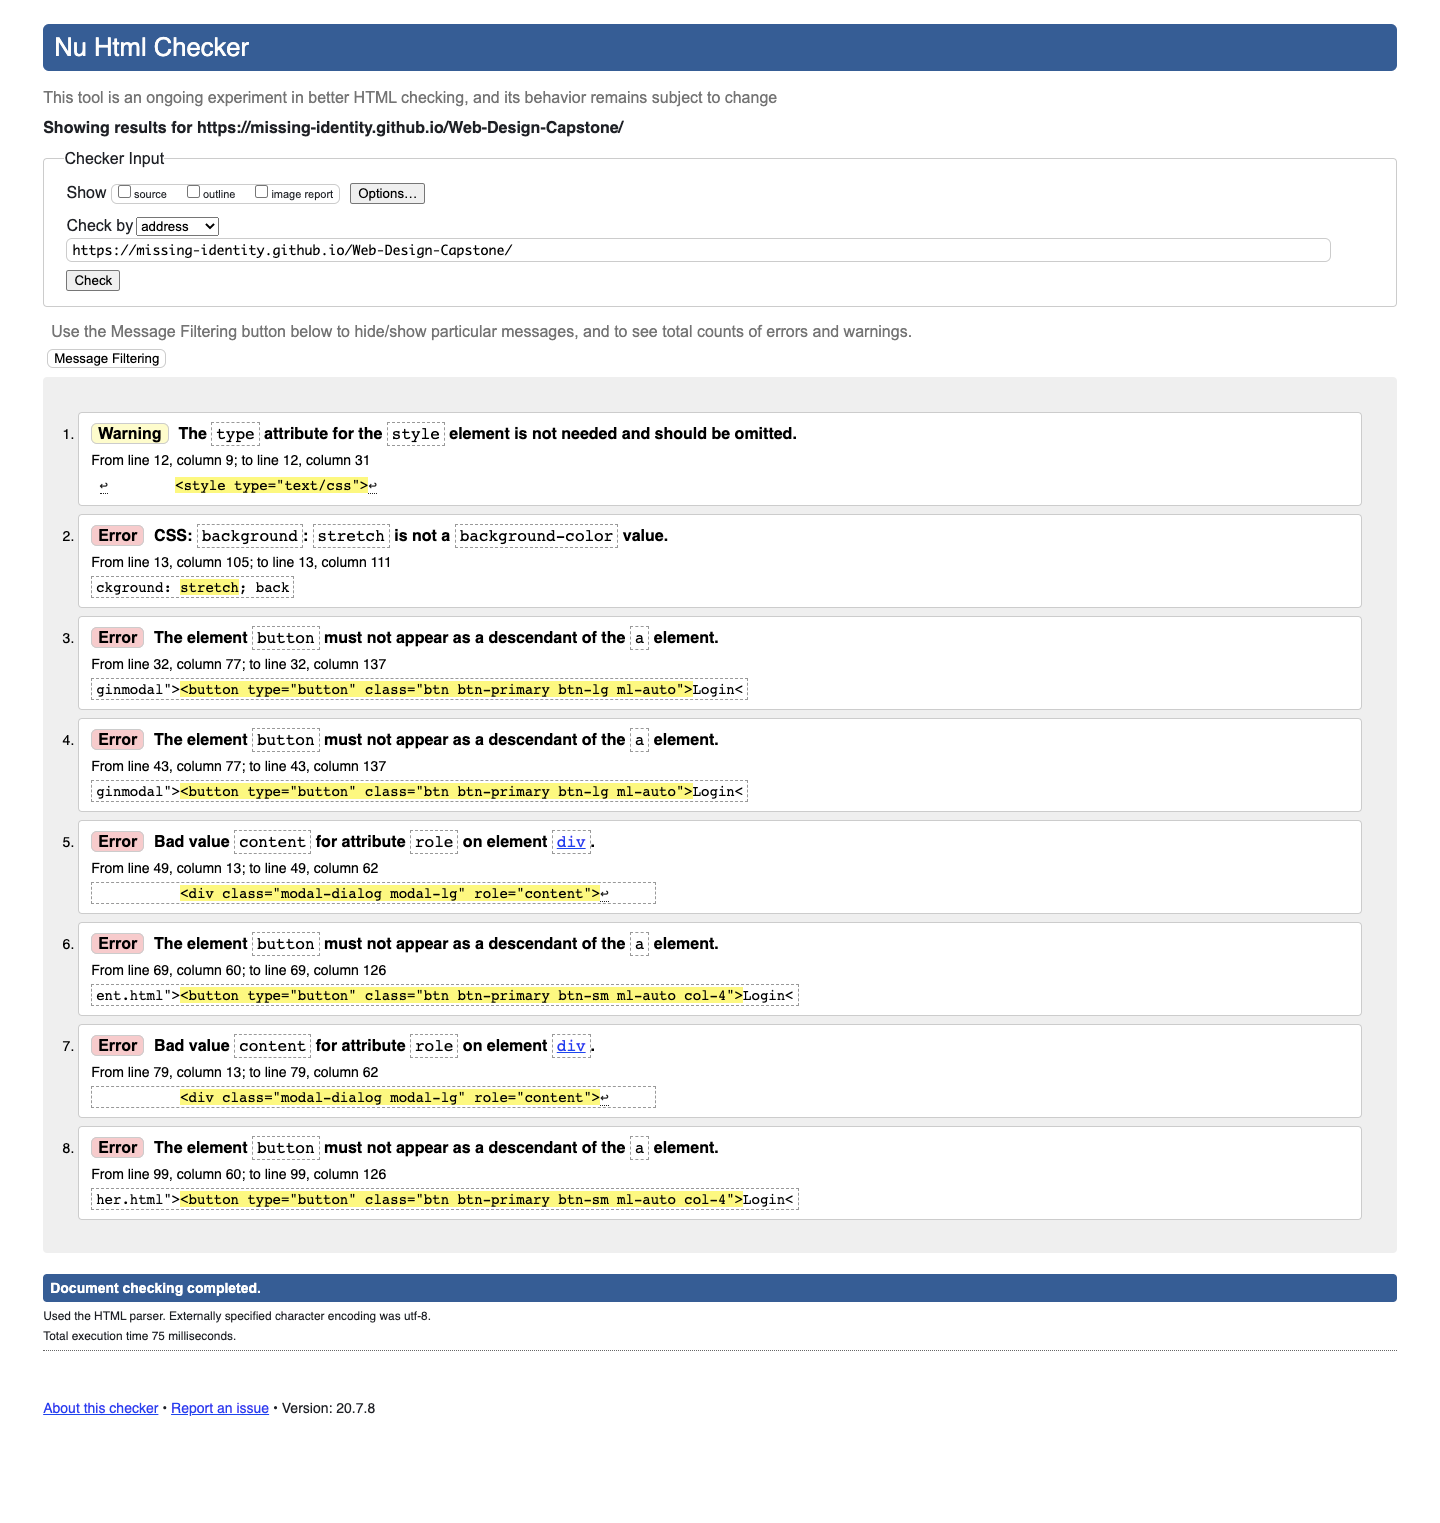 Nu Html Checker
This tool is an ongoing experiment in better HTML checking, and its behavior remains subject to change
Showing results for https://missing-identity.github.io/Web-Design-Capstone/
Checker Input
Show source outline image report Options...
Check by address
https://missing-identity.github.io/Web-Design-Capstone/
Check
Use the Message Filtering button below to hide/show particular messages, and to see total counts of errors and warnings.
Message Filtering
1. Warning The type attribute for the style element is not needed and should be omitted.
From line 12, column 9; to line 12, column 31
↩ <style type="text/css">↩
2. Error CSS: background: stretch is not a background-color value.
From line 13, column 105; to line 13, column 111
ckground: stretch; back
3. Error The element button must not appear as a descendant of the a element.
From line 32, column 77; to line 32, column 137
ginmodal"><button type="button" class="btn btn-primary btn-lg ml-auto">Login<
4. Error The element button must not appear as a descendant of the a element.
From line 43, column 77; to line 43, column 137
ginmodal"><button type="button" class="btn btn-primary btn-lg ml-auto">Login<
5. Error Bad value content for attribute role on element div.
From line 49, column 13; to line 49, column 62
<div class="modal-dialog modal-lg" role="content">↩
6. Error The element button must not appear as a descendant of the a element.
From line 69, column 60; to line 69, column 126
ent.html"><button type="button" class="btn btn-primary btn-sm ml-auto col-4">Login<
7. Error Bad value content for attribute role on element div.
From line 79, column 13; to line 79, column 62
<div class="modal-dialog modal-lg" role="content">↩
8. Error The element button must not appear as a descendant of the a element.
From line 99, column 60; to line 99, column 126
her.html"><button type="button" class="btn btn-primary btn-sm ml-auto col-4">Login<
Document checking completed.
Used the HTML parser. Externally specified character encoding was utf-8.
Total execution time 75 milliseconds.
About this checker • Report an issue • Version: 20.7.8